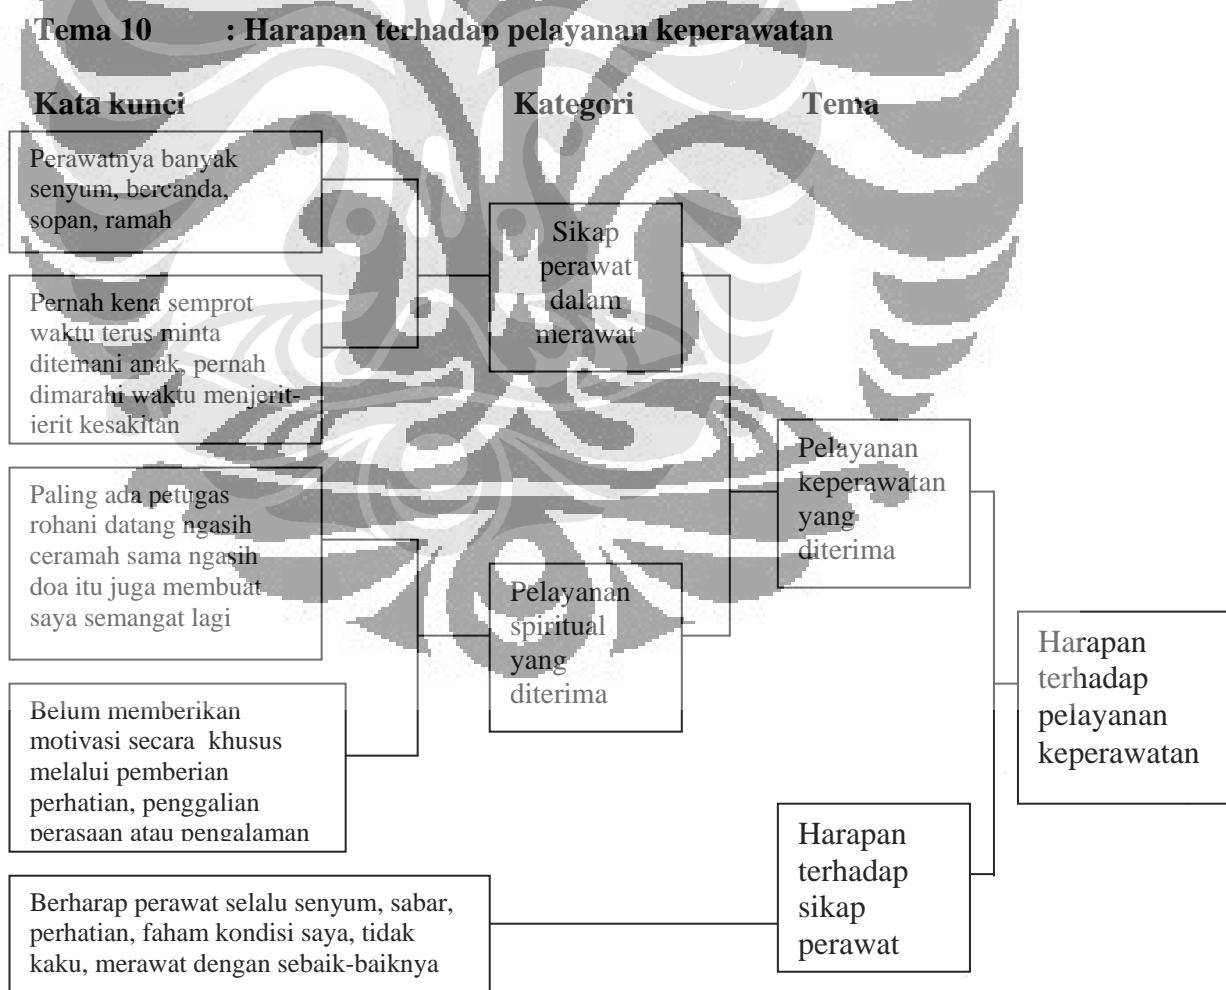 Tema 10 : Harapan terhadap pelayanan keperawatan
Kata kunci Kategori Tema
Perawatnya banyak
senyum, bercanda,
sopan, ramah
Pernah kena semprot
waktu terus minta
ditemani anak, pernah
dimarahi waktu menjerit-
jerit kesakitan
Paling ada petugas
rohani datang ngasih
ceramah sama ngasih
doa itu juga membuat
saya semangat lagi
Belum memberikan
motivasi secara khusus
melalui pemberian
perhatian, penggalian
perasaan atau pengalaman
Berharap perawat selalu senyum, sabar,
perhatian, faham kondisi saya, tidak
kaku, merawat dengan sebaik-baiknya
Sikap
perawat
dalam
merawat
Pelayanan
spiritual
yang
diterima
Pelayanan
keperawatan
yang
diterima
Harapan
terhadap
sikap
perawat
Harapan
terhadap
pelayanan
keperawatan